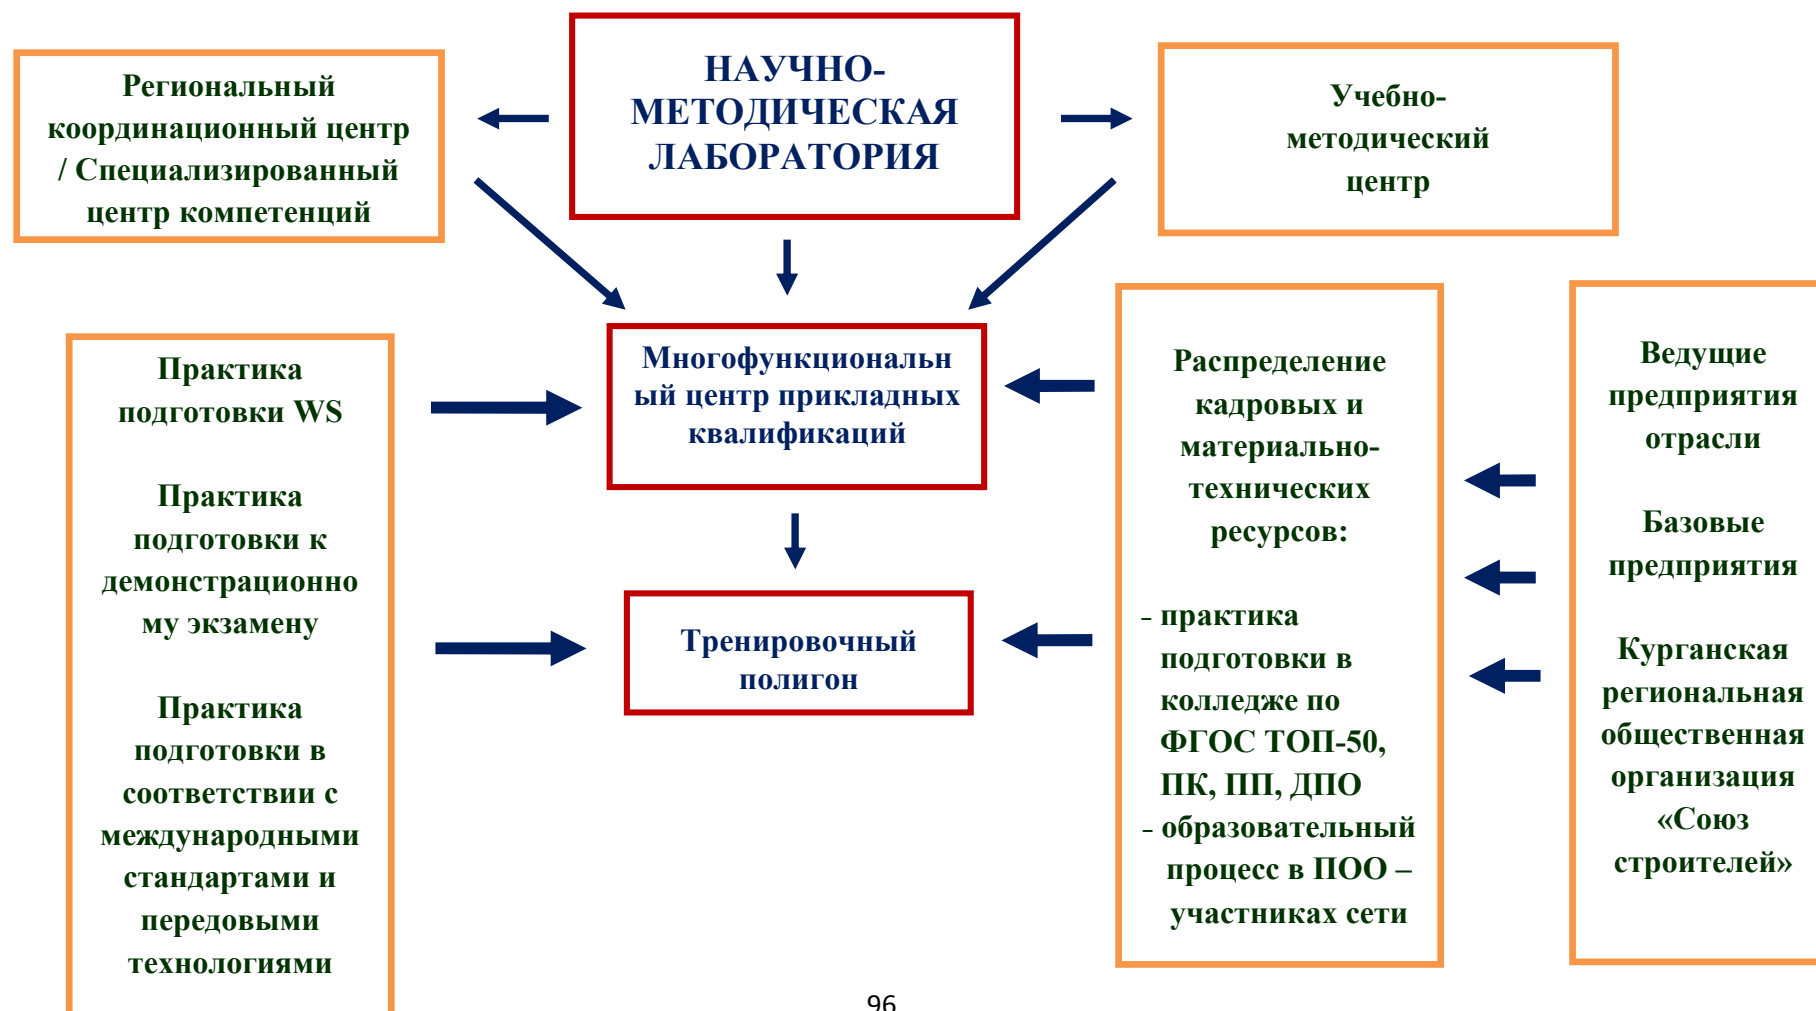 НАУЧНО-
МЕТОДИЧЕСКАЯ
ЛАБОРАТОРИЯ
Региональный
координационный центр
/ Специализированный
центр компетенций
Учебно-
методический
центр
Практика
подготовки WS
Практика
подготовки к
демонстрационно
му экзамену
Практика
подготовки в
соответствии с
международными
стандартами и
передовыми
технологиями
Многофункциональн
ый центр прикладных
квалификаций
Тренировочный
полигон
Распределение
кадровых и
материально-
технических
ресурсов:
- практика
подготовки в
колледже по
ФГОС ТОП-50,
ПК, ПП, ДПО
- образовательный
процесс в ПОО –
участниках сети
Ведущие
предприятия
отрасли
Базовые
предприятия
Курганская
региональная
общественная
организация
«Союз
строителей»
96